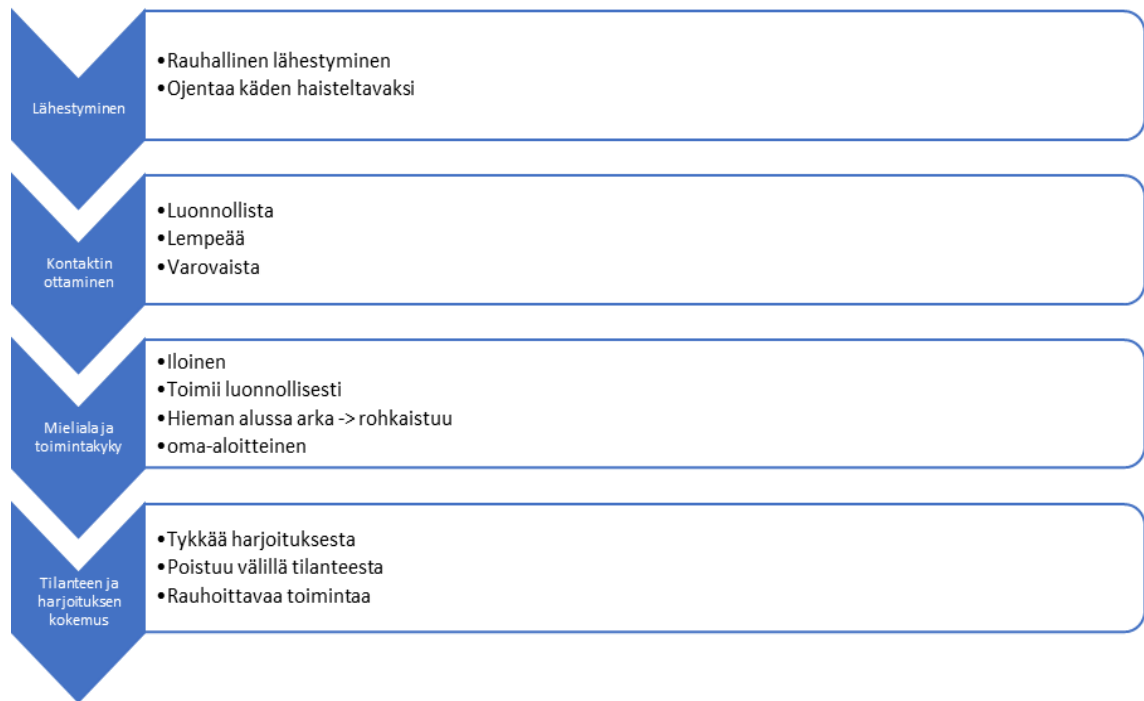 Lähestyminen
•Rauhallinen lähestyminen
•Ojentaa käden haisteltavaksi
Kontaktin
ottaminen
•Luonnollista
•Lempeää
•Varovaista
Mieliala ja
toimintakyky
•Iloinen
•Toimii luonnollisesti
•Hieman alussa arka -> rohkaistuu
•oma-aloitteinen
Tilanteen ja
harjoituksen
kokemus
•Tykkää harjoituksesta
•Poistuu välillä tilanteesta
•Rauhoittavaa toimintaa